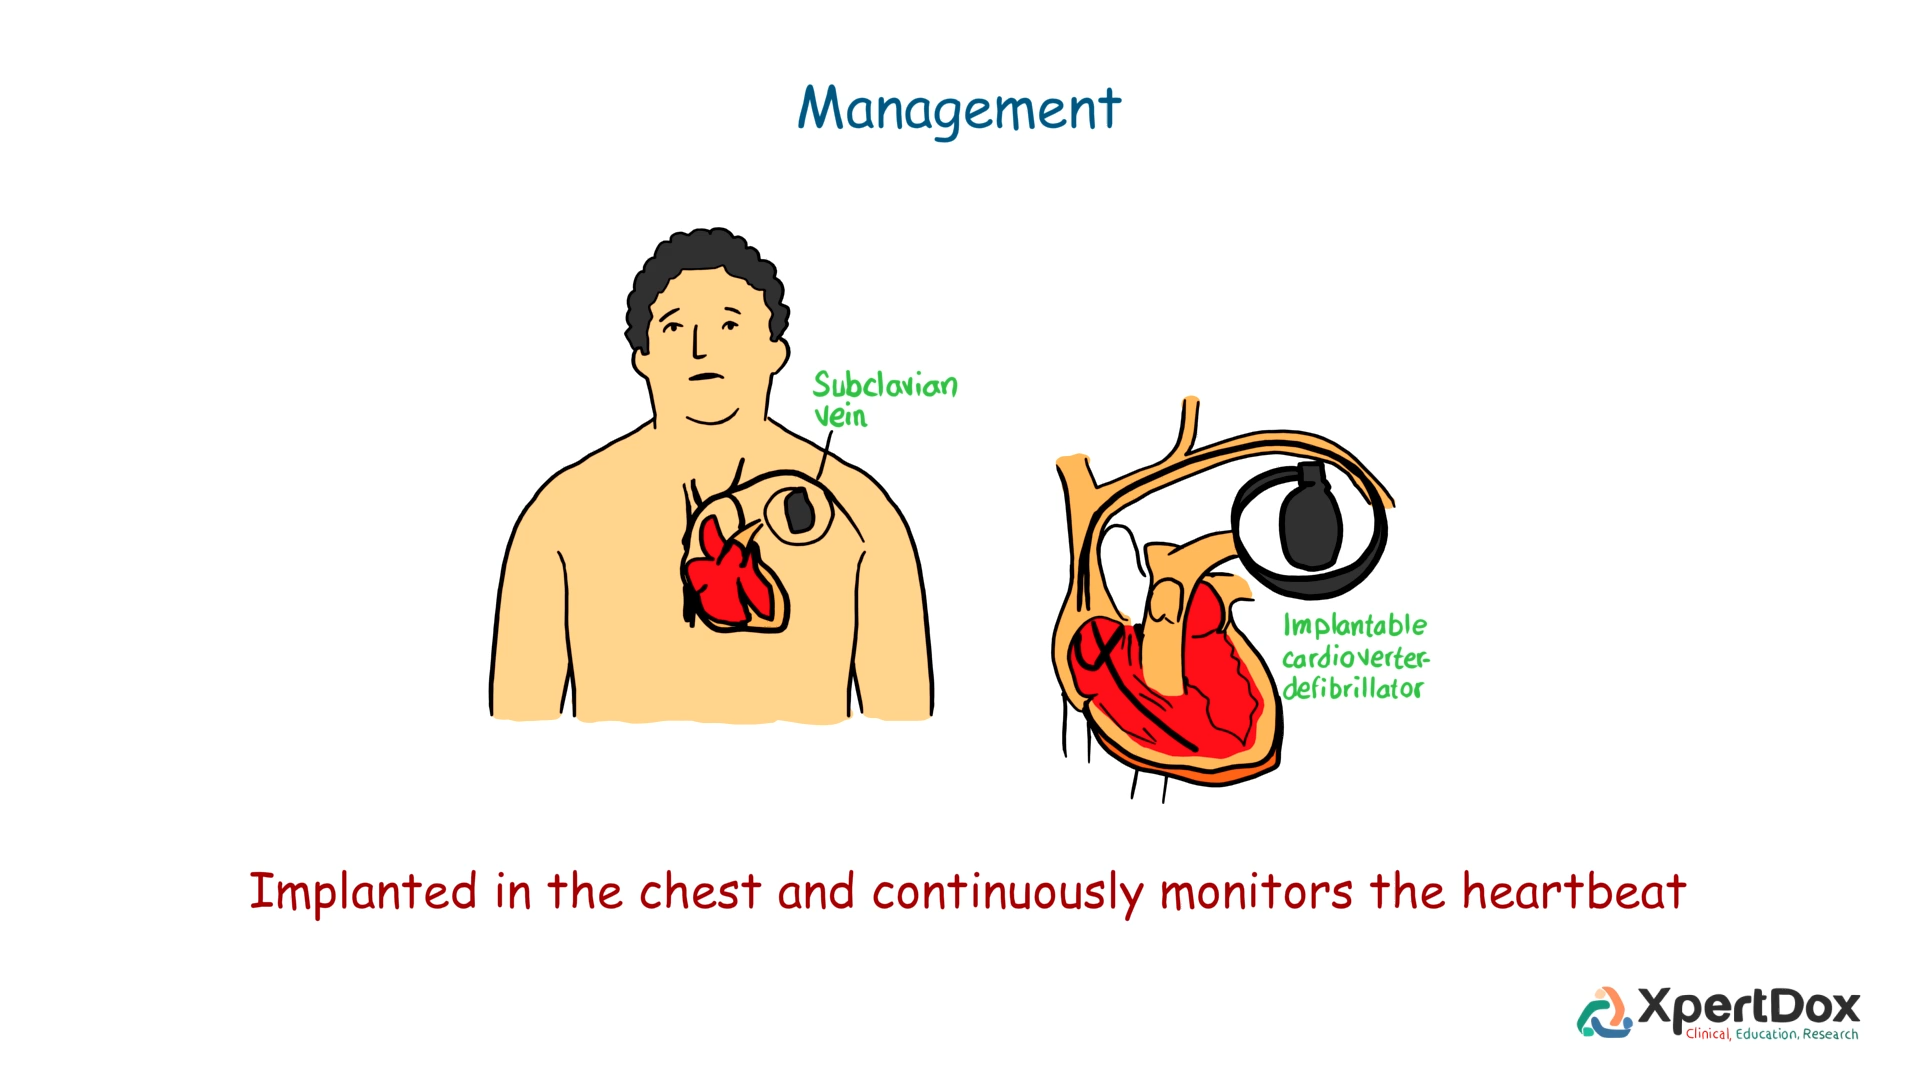 Management
Subclavian
vein
Implantable
cardioverter-
defibrillator
Implanted in the chest and continuously monitors the heartbeat
XpertDox
Clinical, Education, Research